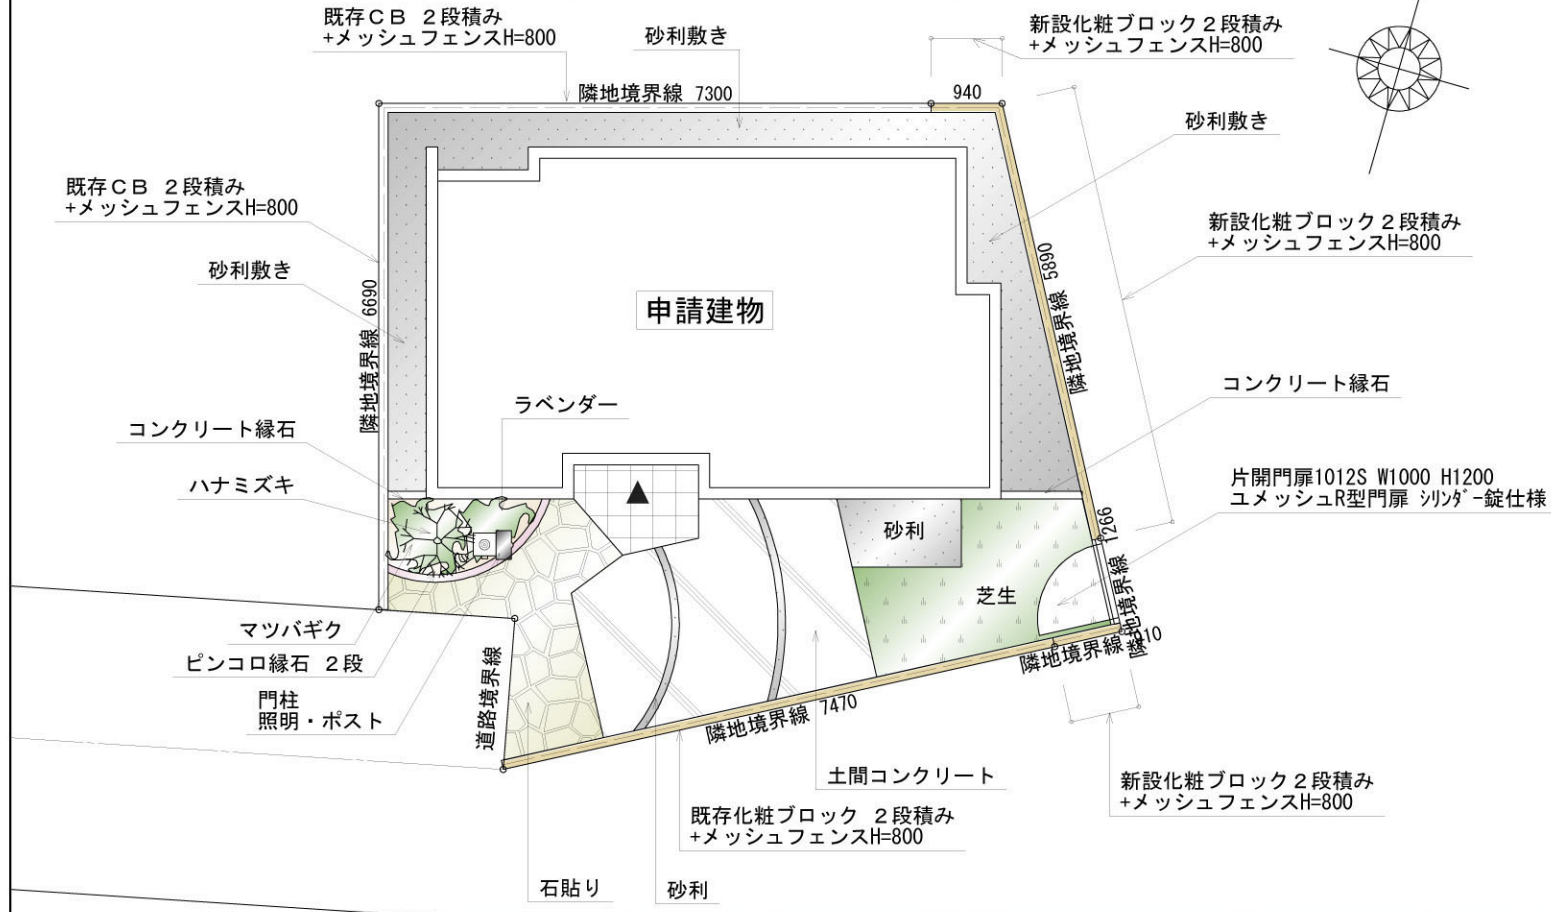 既存ＣＢ ２段積み
+メッシュフェンスH=800
砂利敷き
新設化粧ブロック２段積み
+メッシュフェンスH=800
隣地境界線 7300
940
砂利敷き
既存ＣＢ ２段積み
+メッシュフェンスH=800
新設化粧ブロック２段積み
+メッシュフェンスH=800
砂利敷き
隣地境界線 6690
隣地境界線 5890
申請建物
コンクリート縁石
ラベンダー
コンクリート縁石
ハナミズキ
片開門扉1012S W1000 H1200
ユメッシュR型門扉 ｼﾘﾝﾀﾞｰ錠仕様
砂利
隣地境界線 1266
芝生
マツバギク
隣地境界線 910
ピンコロ縁石 ２段
道路境界線
門柱
照明・ポスト
隣地境界線 7470
土間コンクリート
新設化粧ブロック２段積み
+メッシュフェンスH=800
既存化粧ブロック ２段積み
+メッシュフェンスH=800
石貼り
砂利